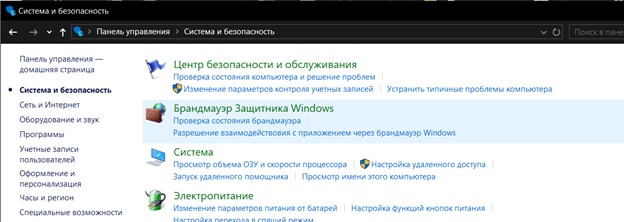 Система и безопасность
Панель управления > Система и безопасность
Поиск в пане
Панель управления —
домашняя страница
Система и безопасность
Сеть и Интернет
Оборудование и звук
Программы
Учетные записи
пользователей
Оформление и
персонализация
Часы и регион
Специальные возможности
Центр безопасности и обслуживания
Проверка состояния компьютера и решение проблем
Изменение параметров контроля учетных записей
Устранить типичные проблемы компьютера
Брандмауэр Защитника Windows
Проверка состояния брандмауэра
Разрешение взаимодействия с приложением через брандмауэр Windows
Система
Просмотр объема ОЗУ и скорости процессора
Настройка удаленного доступа
Запуск удаленного помощника
Просмотр имени этого компьютера
Электропитание
Изменение параметров питания от батарей
Настройка функций кнопок питания
Настройка перехода в спящий режим